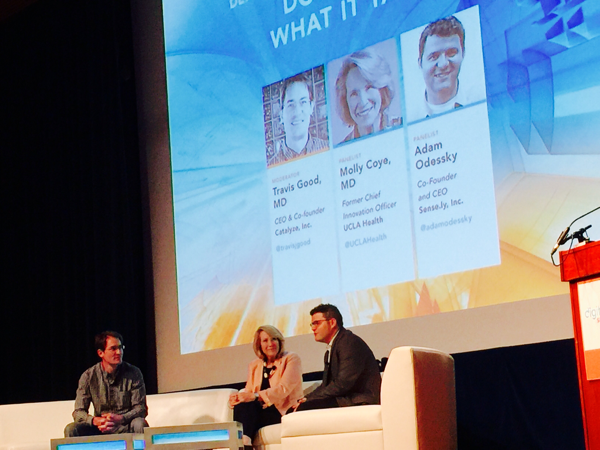 WHAT IT
MODERATOR
Travis Good,
MD
CEO & Co-founder
Catalyze, Inc.
@travisgood
PANELIST
Molly Coye,
MD
Former Chief
Innovation Officer
UCLA Health
@UCLAHealth
PANELIST
Adam
Odessky
Co-Founder
and CEO
Sense.ly, Inc.
@adamodessky